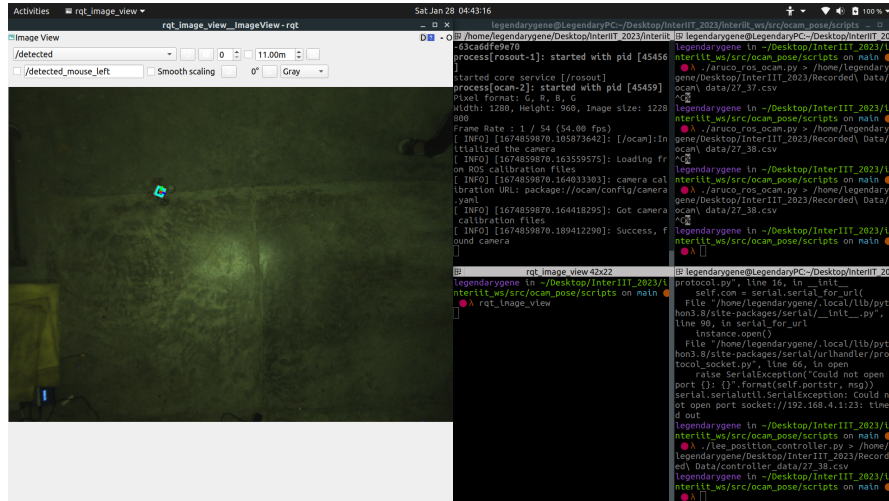 Activities
rqt_image_view
Sat Jan 28 04:43:16
100 %
rqt_image_view__ImageView - rqt
Image View
D
/detected
0
11.00m
/detected_mouse_left
Smooth scaling
0°
Gray
legendarygene@LegendaryPC:~/Desktop/InterIIT_2023/interiit_ws/src/ocam_pose/scripts
/home/legendarygene/Desktop/InterIIT_2023/interiit_
-63ca6dfe9e70
process[rosout-1]: started with pid [45456
]
started core service [/rosout]
process[ocam-2]: started with pid [45459]
Pixel format: G, R, B, G
Width: 1280, Height: 960, Image size: 1228
800
Frame Rate : 1 / 54 (54.00 fps)
[ INFO] [1674859870.105873642]: [/ocam]:In
itialized the camera
[ INFO] [1674859870.163559575]: Loading fr
om ROS calibration files
[ INFO] [1674859870.164033303]: camera cal
ibration URL: package://ocam/config/camera
.yaml
[ INFO] [1674859870.164418295]: Got camera
 calibration files
[ INFO] [1674859870.189412290]: Success, f
ound camera
legendarygene@LegendaryPC:~/Desktop/InterIIT_20
legendarygene in ~/Desktop/InterIIT_2023/i
nteriit_ws/src/ocam_pose/scripts on main
λ ./aruco_ros_ocam.py > /home/legendary
gene/Desktop/InterIIT_2023/Recorded\ Data/
ocam\ data/27_37.csv
^C%
legendarygene in ~/Desktop/InterIIT_2023/i
nteriit_ws/src/ocam_pose/scripts on main
λ ./aruco_ros_ocam.py > /home/legendary
gene/Desktop/InterIIT_2023/Recorded\ Data/
ocam\ data/27_38.csv
^C%
legendarygene in ~/Desktop/InterIIT_2023/i
nteriit_ws/src/ocam_pose/scripts on main
λ ./aruco_ros_ocam.py > /home/legendary
gene/Desktop/InterIIT_2023/Recorded\ Data/
ocam\ data/27_38.csv
^C%
legendarygene in ~/Desktop/InterIIT_2023/i
nteriit_ws/src/ocam_pose/scripts on main
λ
rqt_image_view 42x22
legendarygene in ~/Desktop/InterIIT_2023/i
nteriit_ws/src/ocam_pose/scripts on main
λ rqt_image_view
legendarygene@LegendaryPC:~/Desktop/InterIIT_20
protocol.py", line 16, in __init__
self.com = serial.serial_for_url(
File "/home/legendarygene/.local/lib/pyt
hon3.8/site-packages/serial/__init__.py",
line 90, in serial_for_url
instance.open()
File "/home/legendarygene/.local/lib/pyt
hon3.8/site-packages/serial/urlhandler/pro
tocol_socket.py", line 66, in open
raise SerialException("Could not open
port {}: {}".format(self.portstr, msg))
serial.serialutil.SerialException: Could n
ot open port socket://192.168.4.1:23: time
d out
legendarygene in ~/Desktop/InterIIT_2023/i
nteriit_ws/src/ocam_pose/scripts on main
λ ./lee_position_controller.py > /home/
legendarygene/Desktop/InterIIT_2023/Record
ed\ Data/controller_data/27_38.csv
legendarygene in ~/Desktop/InterIIT_2023/i
nteriit_ws/src/ocam_pose/scripts on main
λ